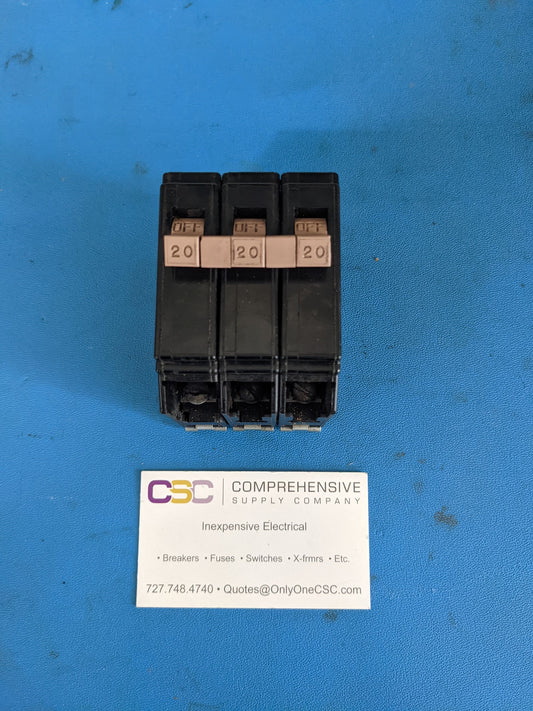 OFF OFF OFF
20 20 20
CSC COMPREHENSIVE
SUPPLY COMPANY
Inexpensive Electrical
• Breakers • Fuses • Switches • X-frmrs • Etc.
727.748.4740 • Quotes@OnlyOneCSC.com